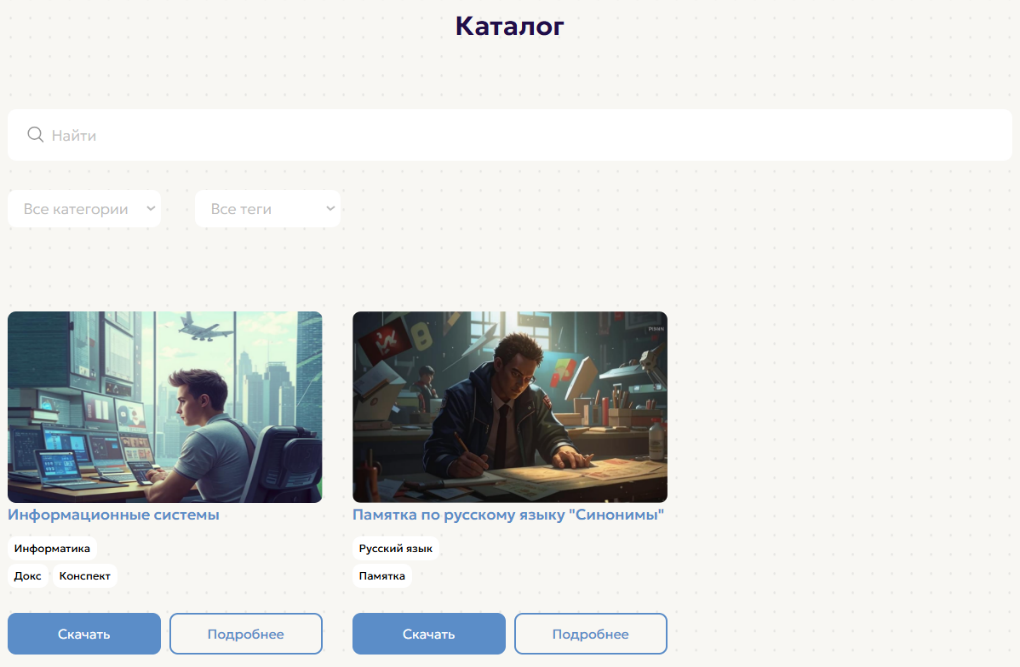 Каталог
Найти
Все категории
Все теги
Информационные системы
Информатика
Докс Конспект
Скачать Подробнее
Памятка по русскому языку "Синонимы"
Русский язык
Памятка
Скачать Подробнее